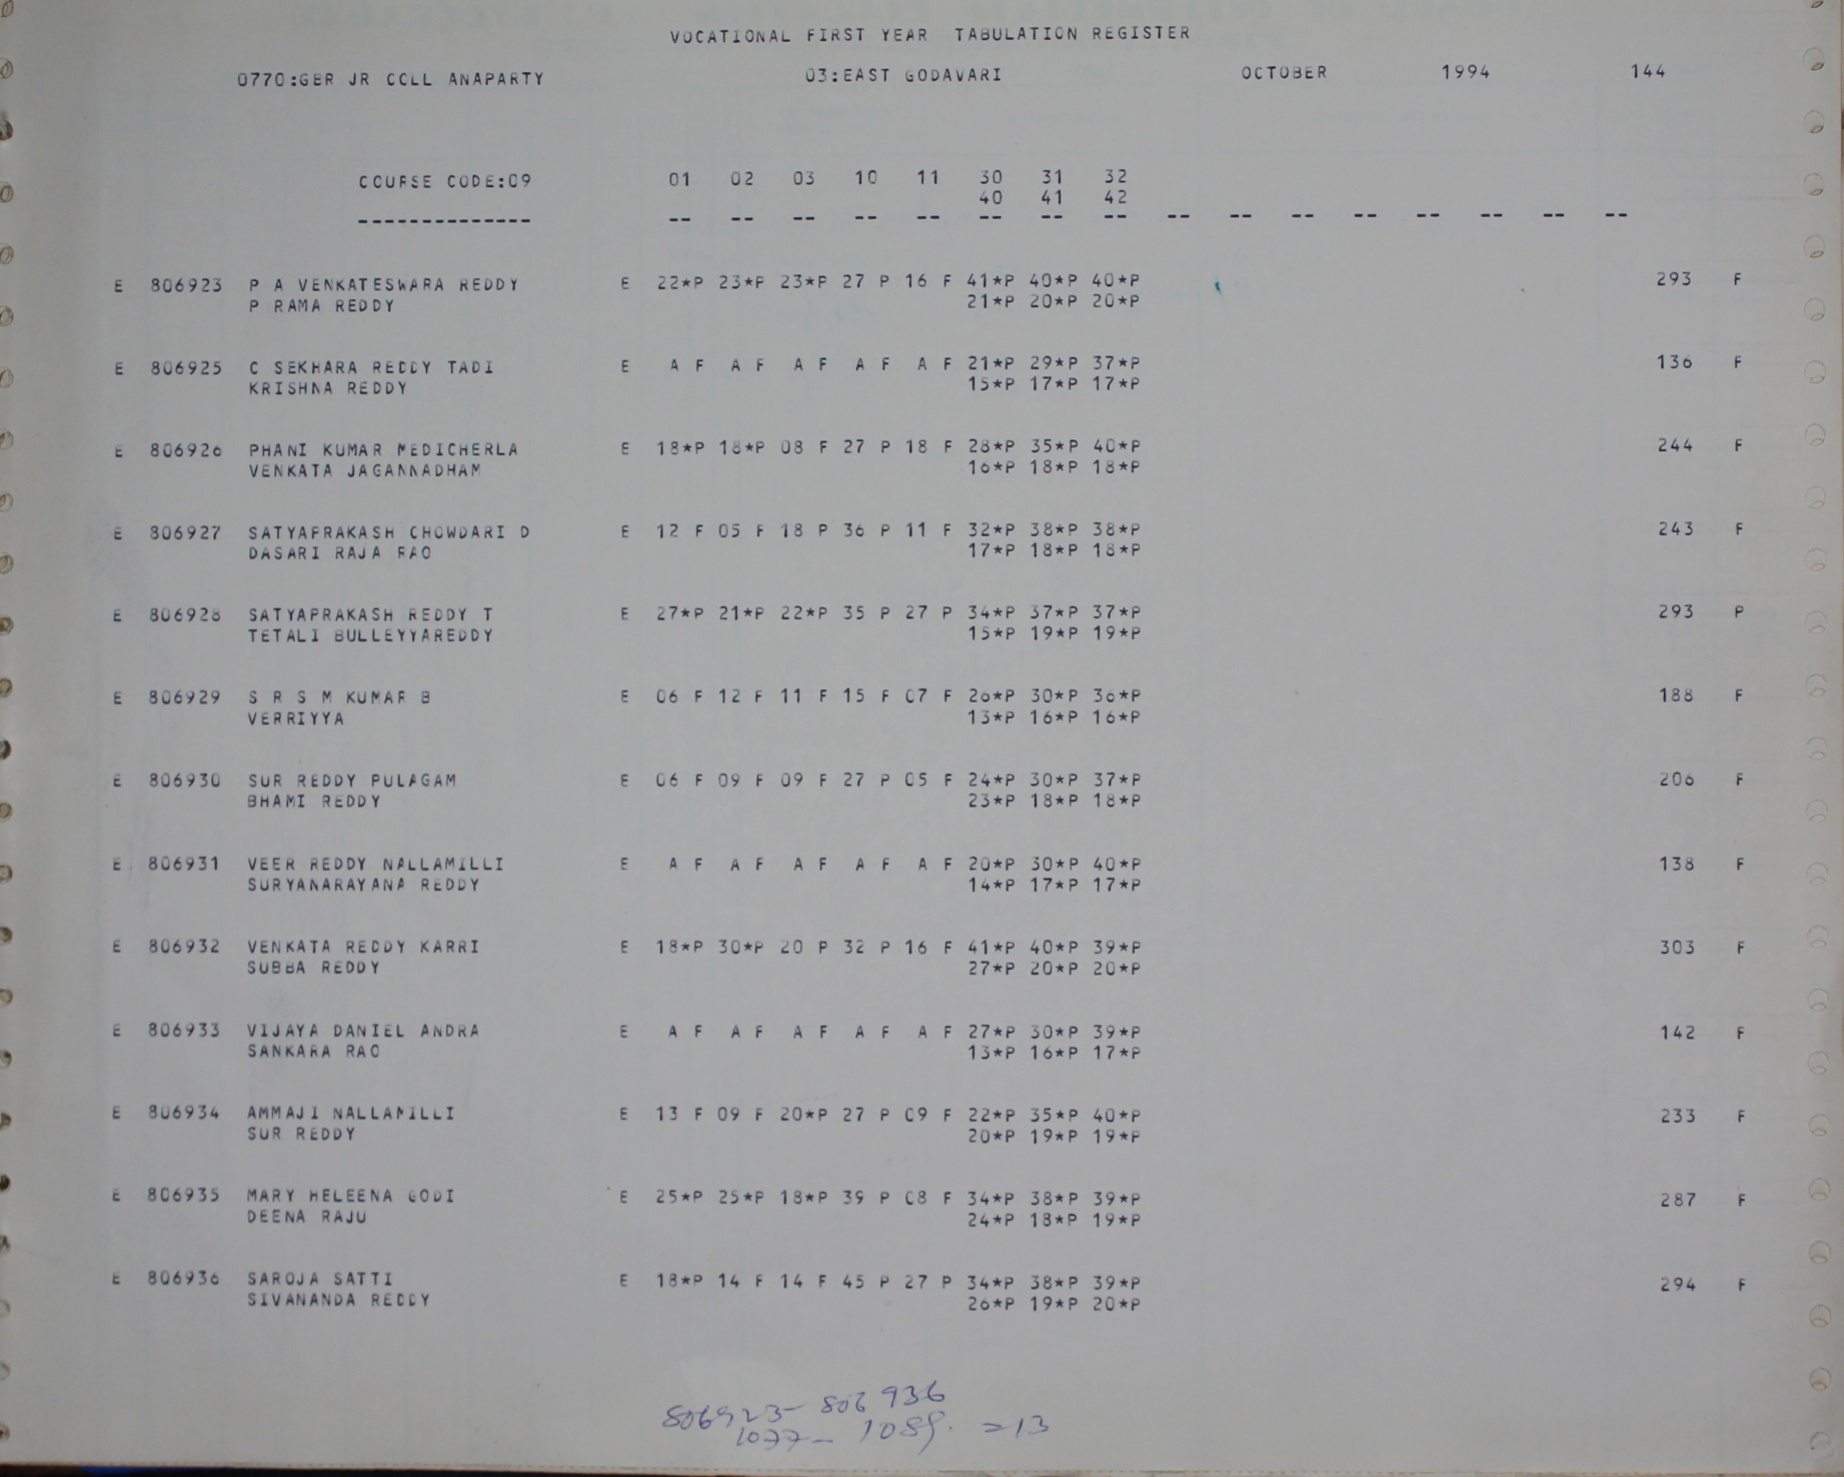 VOCATIONAL FIRST YEAR TABULATION REGISTER
0770:GBR JR COLL ANAPARTY 03:EAST GODAVARI OCTOBER 1994 144
COURSE CODE:09 01 02 03 10 11 30 31 32
40 41 42
-------------- -- -- -- -- -- -- -- -- -- -- -- -- -- -- -- --
E 806923 P A VENKATESWARA REDDY E 22*P 23*P 23*P 27 P 16 F 41*P 40*P 40*P 293 F
P RAMA REDDY 21*P 20*P 20*P
E 806925 C SEKHARA REDDY TADI E A F A F A F A F A F 21*P 29*P 37*P 136 F
KRISHNA REDDY 15*P 17*P 17*P
E 806926 PHANI KUMAR MEDICHERLA E 18*P 18*P 08 F 27 P 18 F 28*P 35*P 40*P 244 F
VENKATA JAGANNADHAM 16*P 18*P 18*P
E 806927 SATYAPRAKASH CHOWDARI D E 12 F 05 F 18 P 36 P 11 F 32*P 38*P 38*P 243 F
DASARI RAJA RAO 17*P 18*P 18*P
E 806928 SATYAPRAKASH REDDY T E 27*P 21*P 22*P 35 P 27 P 34*P 37*P 37*P 293 P
TETALI BULLEYYAREDDY 15*P 19*P 19*P
E 806929 S R S M KUMAR B E 06 F 12 F 11 F 15 F 07 F 26*P 30*P 36*P 188 F
VERRIYYA 13*P 16*P 16*P
E 806930 SUR REDDY PULAGAM E 06 F 09 F 09 F 27 P 05 F 24*P 30*P 37*P 206 F
BHAMI REDDY 23*P 18*P 18*P
E 806931 VEER REDDY NALLAMILLI E A F A F A F A F A F 20*P 30*P 40*P 138 F
SURYANARAYANA REDDY 14*P 17*P 17*P
E 806932 VENKATA REDDY KARRI E 18*P 30*P 20 P 32 P 16 F 41*P 40*P 39*P 303 F
SUBBA REDDY 27*P 20*P 20*P
E 806933 VIJAYA DANIEL ANDRA E A F A F A F A F A F 27*P 30*P 39*P 142 F
SANKARA RAO 13*P 16*P 17*P
E 806934 AMMAJI NALLAMILLI E 13 F 09 F 20*P 27 P 09 F 22*P 35*P 40*P 233 F
SUR REDDY 20*P 19*P 19*P
E 806935 MARY HELEENA GODI E 25*P 25*P 18*P 39 P 08 F 34*P 38*P 39*P 287 F
DEENA RAJU 24*P 18*P 19*P
E 806936 SAROJA SATTI E 18*P 14 F 14 F 45 P 27 P 34*P 38*P 39*P 294 F
SIVANANDA REDDY 26*P 19*P 20*P
806923- 806936
1077- 1089. =13